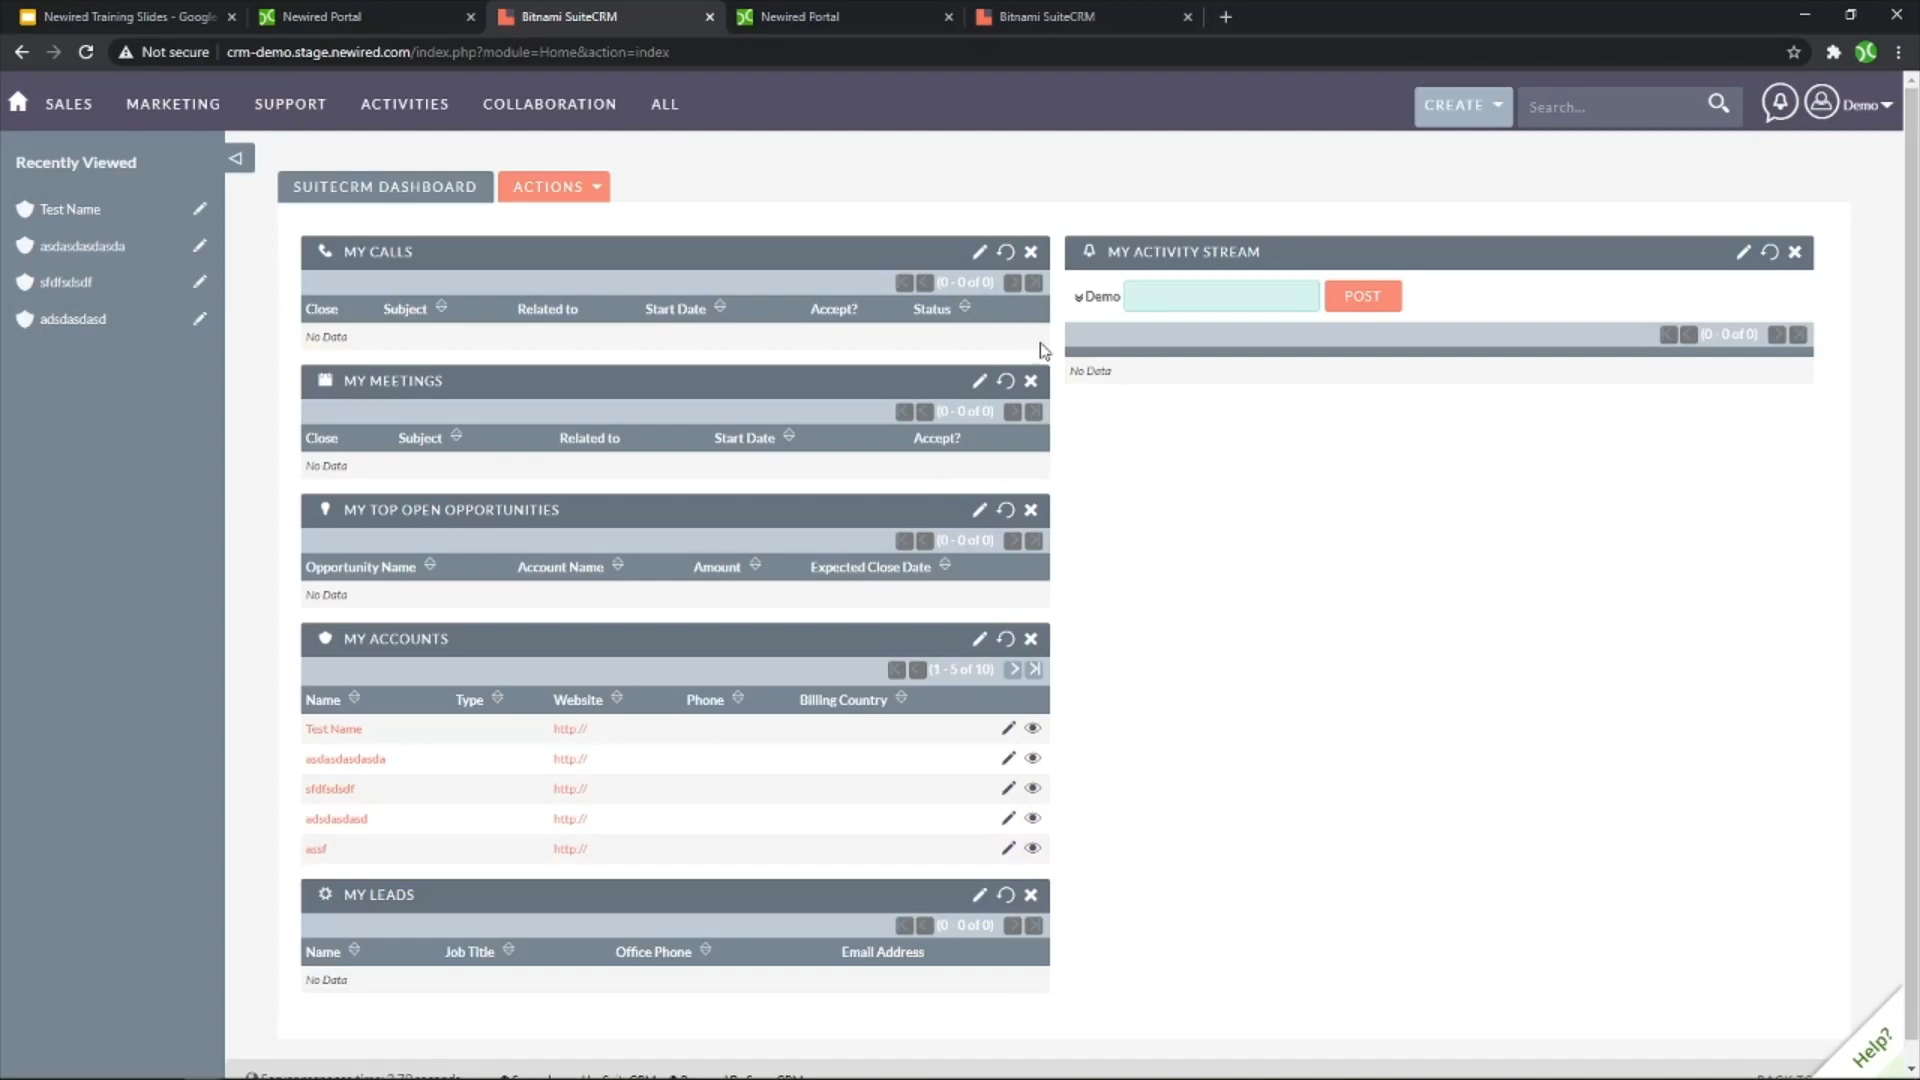 Newired Training Slides - Google
Newired Portal
Bitnami SuiteCRM
Newired Portal
Bitnami SuiteCRM
Not secure
crm-demo.stage.newired.com/index.php?module=Home&action=index
SALES MARKETING SUPPORT ACTIVITIES COLLABORATION ALL
CREATE
Search...
Demo
Recently Viewed
Test Name
asdasdasdasda
sfdfsdsdf
adsdasdasd
SUITECRM DASHBOARD
ACTIONS
MY CALLS
(0 - 0 of 0)
Close Subject Related to Start Date Accept? Status
No Data
MY MEETINGS
(0 - 0 of 0)
Close Subject Related to Start Date Accept?
No Data
MY TOP OPEN OPPORTUNITIES
(0 - 0 of 0)
Opportunity Name Account Name Amount Expected Close Date
No Data
MY ACCOUNTS
(1 - 5 of 10)
Name Type Website Phone Billing Country
Test Name http://
asdasdasdasda http://
sfdfsdsdf http://
adsdasdasd http://
assf http://
MY LEADS
(0 - 0 of 0)
Name Job Title Office Phone Email Address
No Data
MY ACTIVITY STREAM
Demo
POST
(0 - 0 of 0)
No Data
Help?